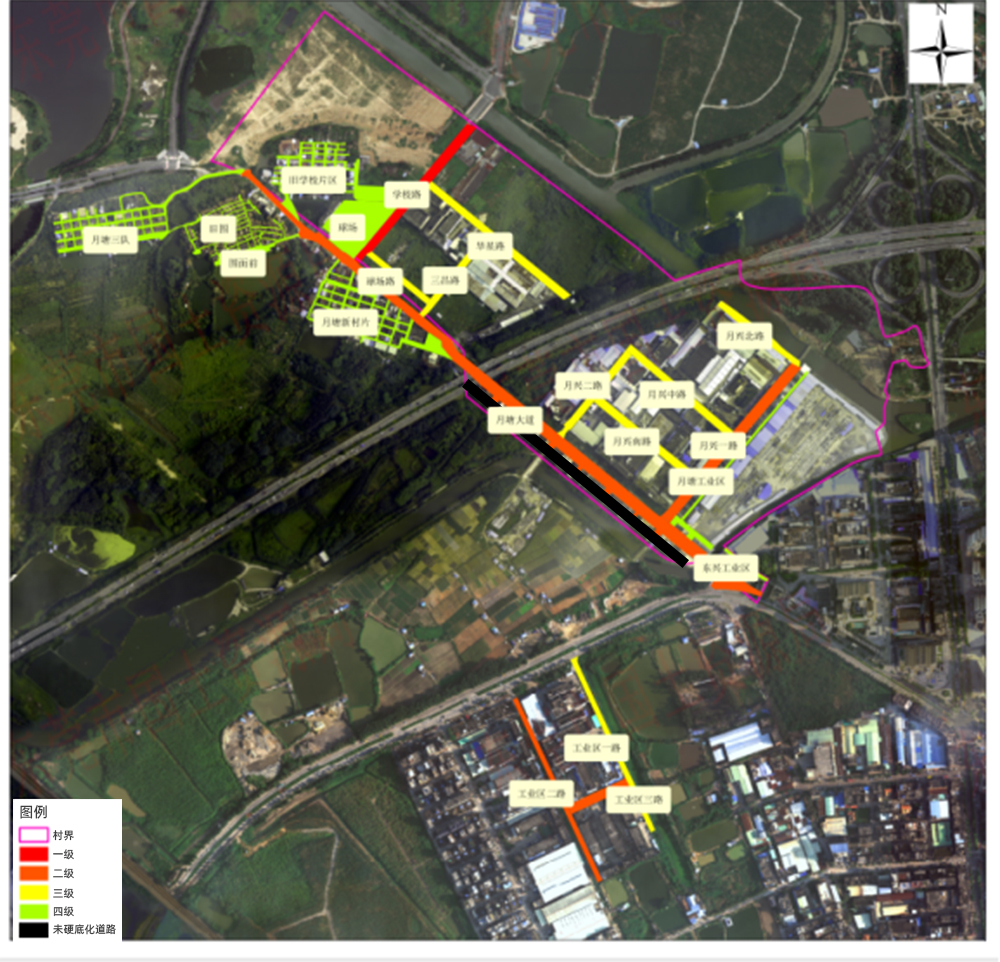 N
旧学校片区
学校路
球场
旧围
月塘三队
围面前
华星路
球场路
三昌路
月塘新村片
月兴北路
月兴二路
月兴中路
月塘大道
月兴南路
月兴一路
月塘工业区
东兴工业区
工业区一路
工业区二路
工业区三路
图例
村界
一级
二级
三级
四级
未硬底化道路